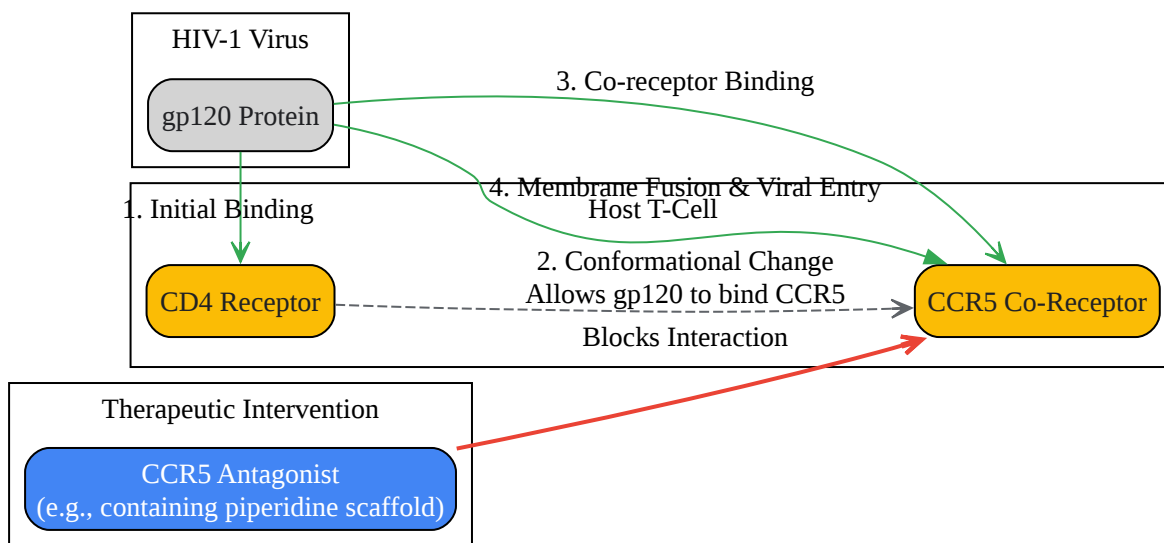 HIV-1 Virus
gp120 Protein
3. Co-receptor Binding
4. Membrane Fusion & Viral Entry
1. Initial Binding
Host T-Cell
2. Conformational Change
Allows gp120 to bind CCR5
CD4 Receptor
CCR5 Co-Receptor
Blocks Interaction
Therapeutic Intervention
CCR5 Antagonist
(e.g., containing piperidine scaffold)